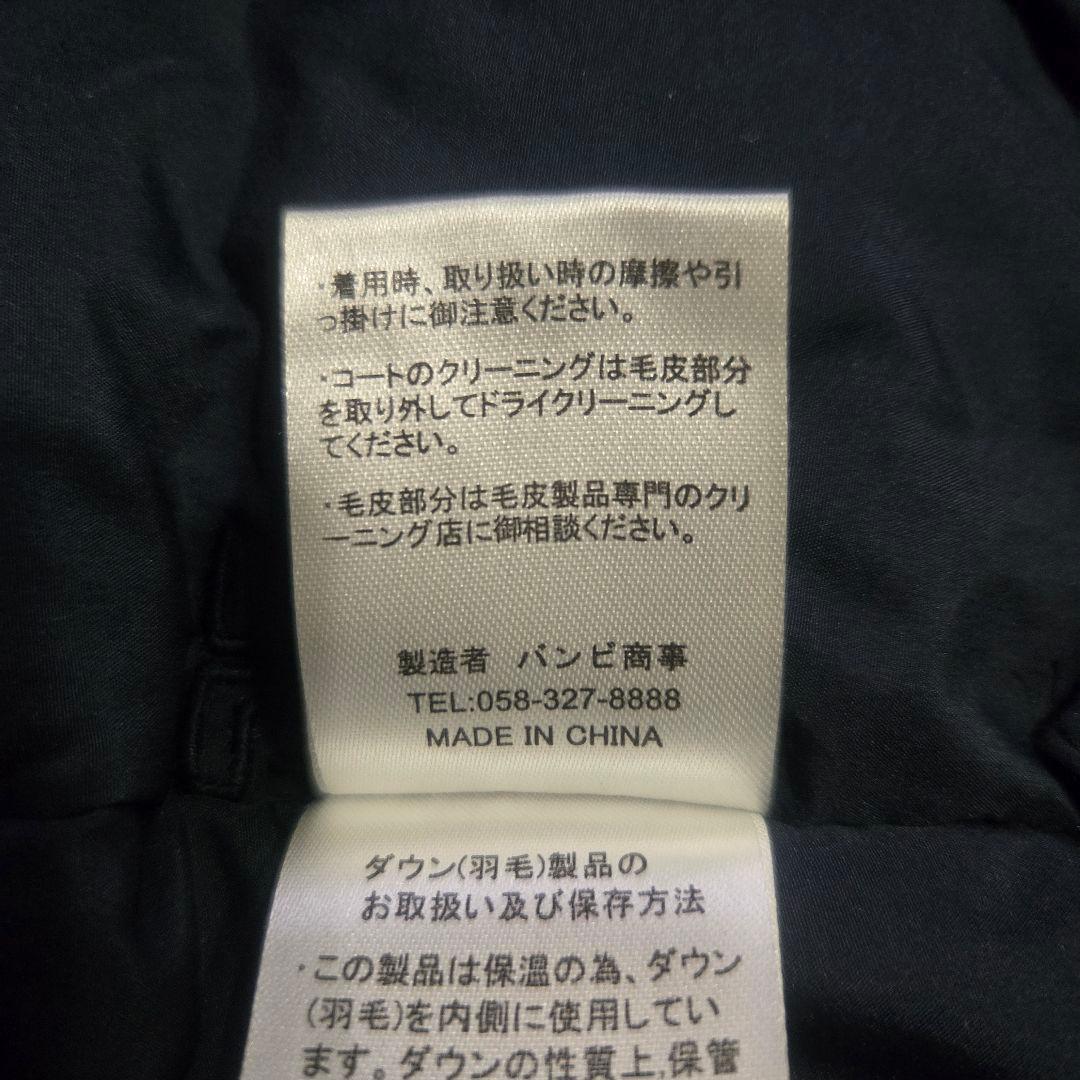 ・着用時、取り扱い時の摩擦や引
っ掛けに御注意ください。
・コートのクリーニングは毛皮部分
を取り外してドライクリーニングし
てください。
・毛皮部分は毛皮製品専門のクリ
ーニング店に御相談ください。
製造者 バンビ商事
TEL:058-327-8888
MADE IN CHINA
ダウン(羽毛)製品の
お取扱い及び保存方法
・この製品は保温の為、ダウン
(羽毛)を内側に使用してい
ます。ダウンの性質上,保管